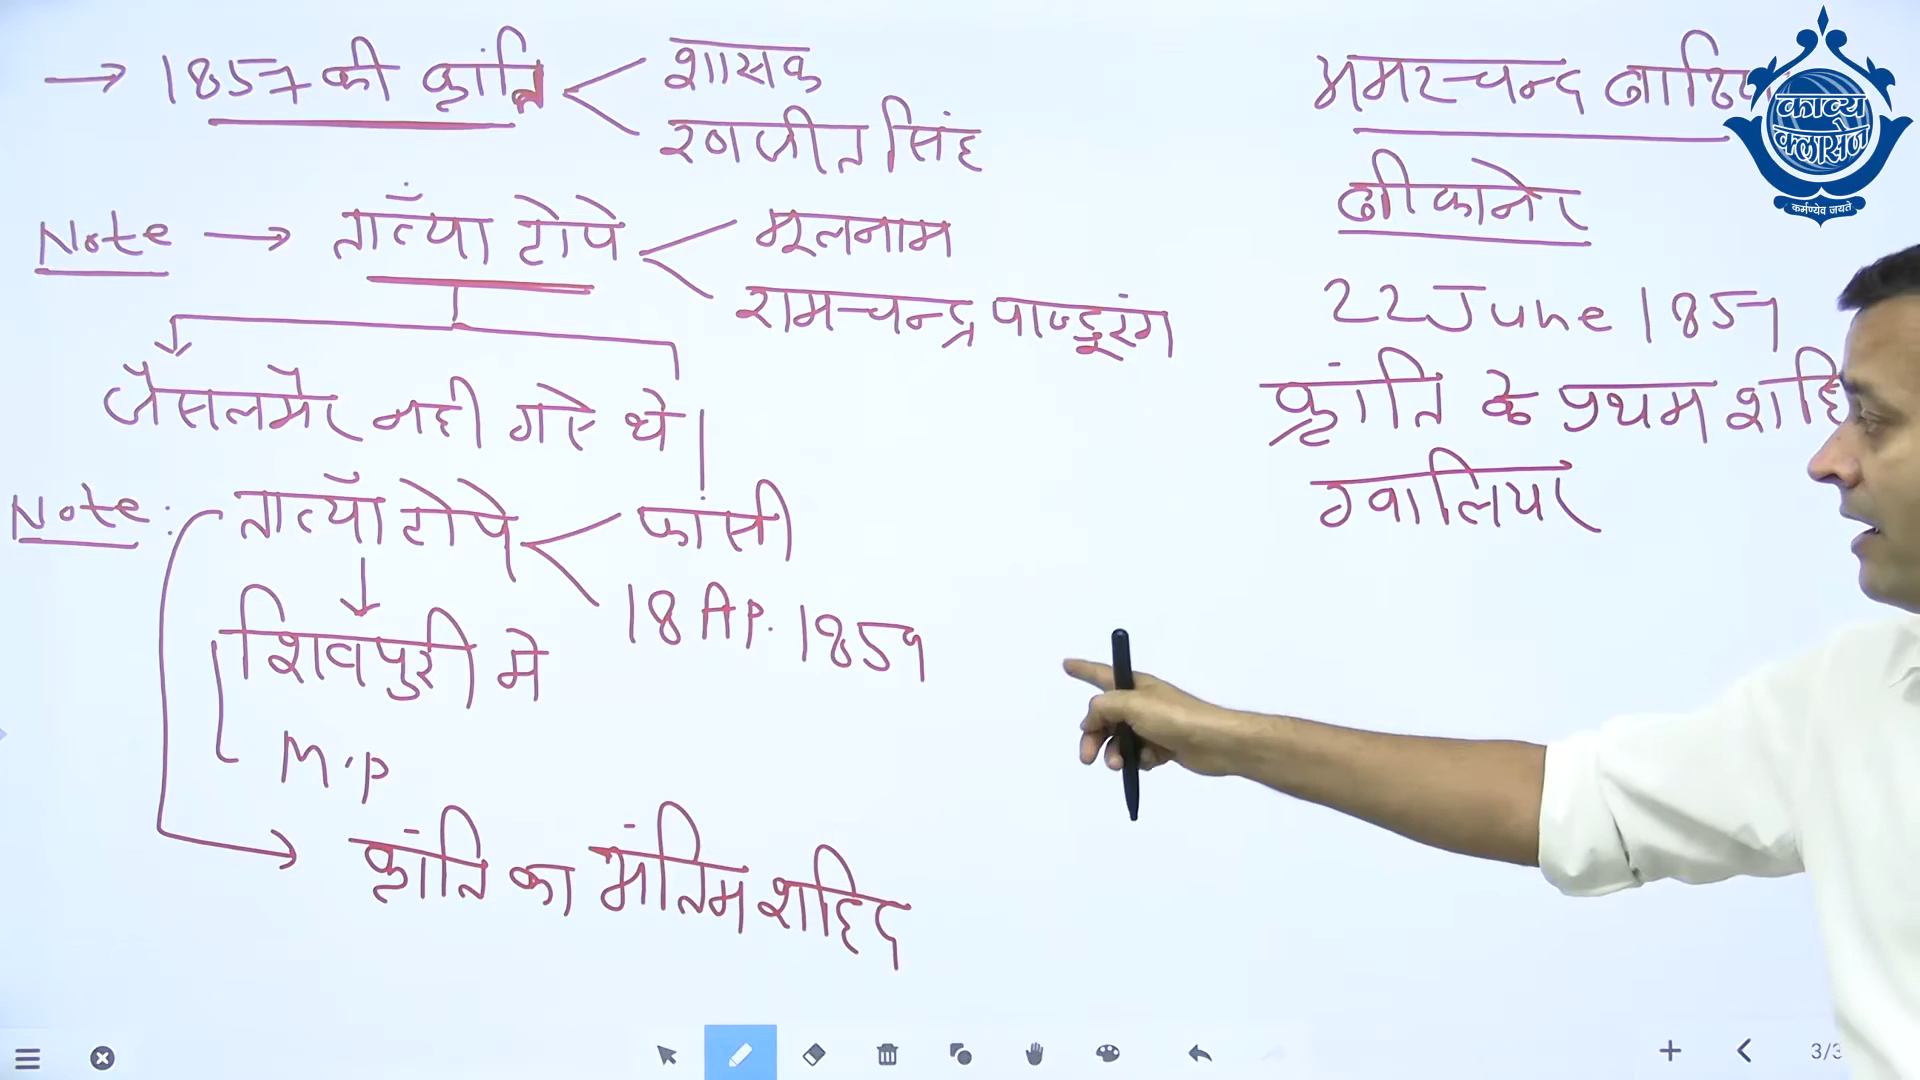 → 1857 की क्रांति < शासक
रणजीत सिंह
Note → ताँत्या टोपे < मूलनाम
रामचन्द्र पाण्डूरंग
जैसलमेर नही गए थे।
Note: तात्याँ टोपे < फांसी
18 AP. 1859
शिवपुरी मे
M.P
→ क्रांति का अंतिम शहिद
अमरचन्द बाठि
बीकानेर
22 June 1857
क्रांति के प्रथम शहि
ग्वालियर
काव्य
क्लासेज
कर्मण्येव जयते
3/3